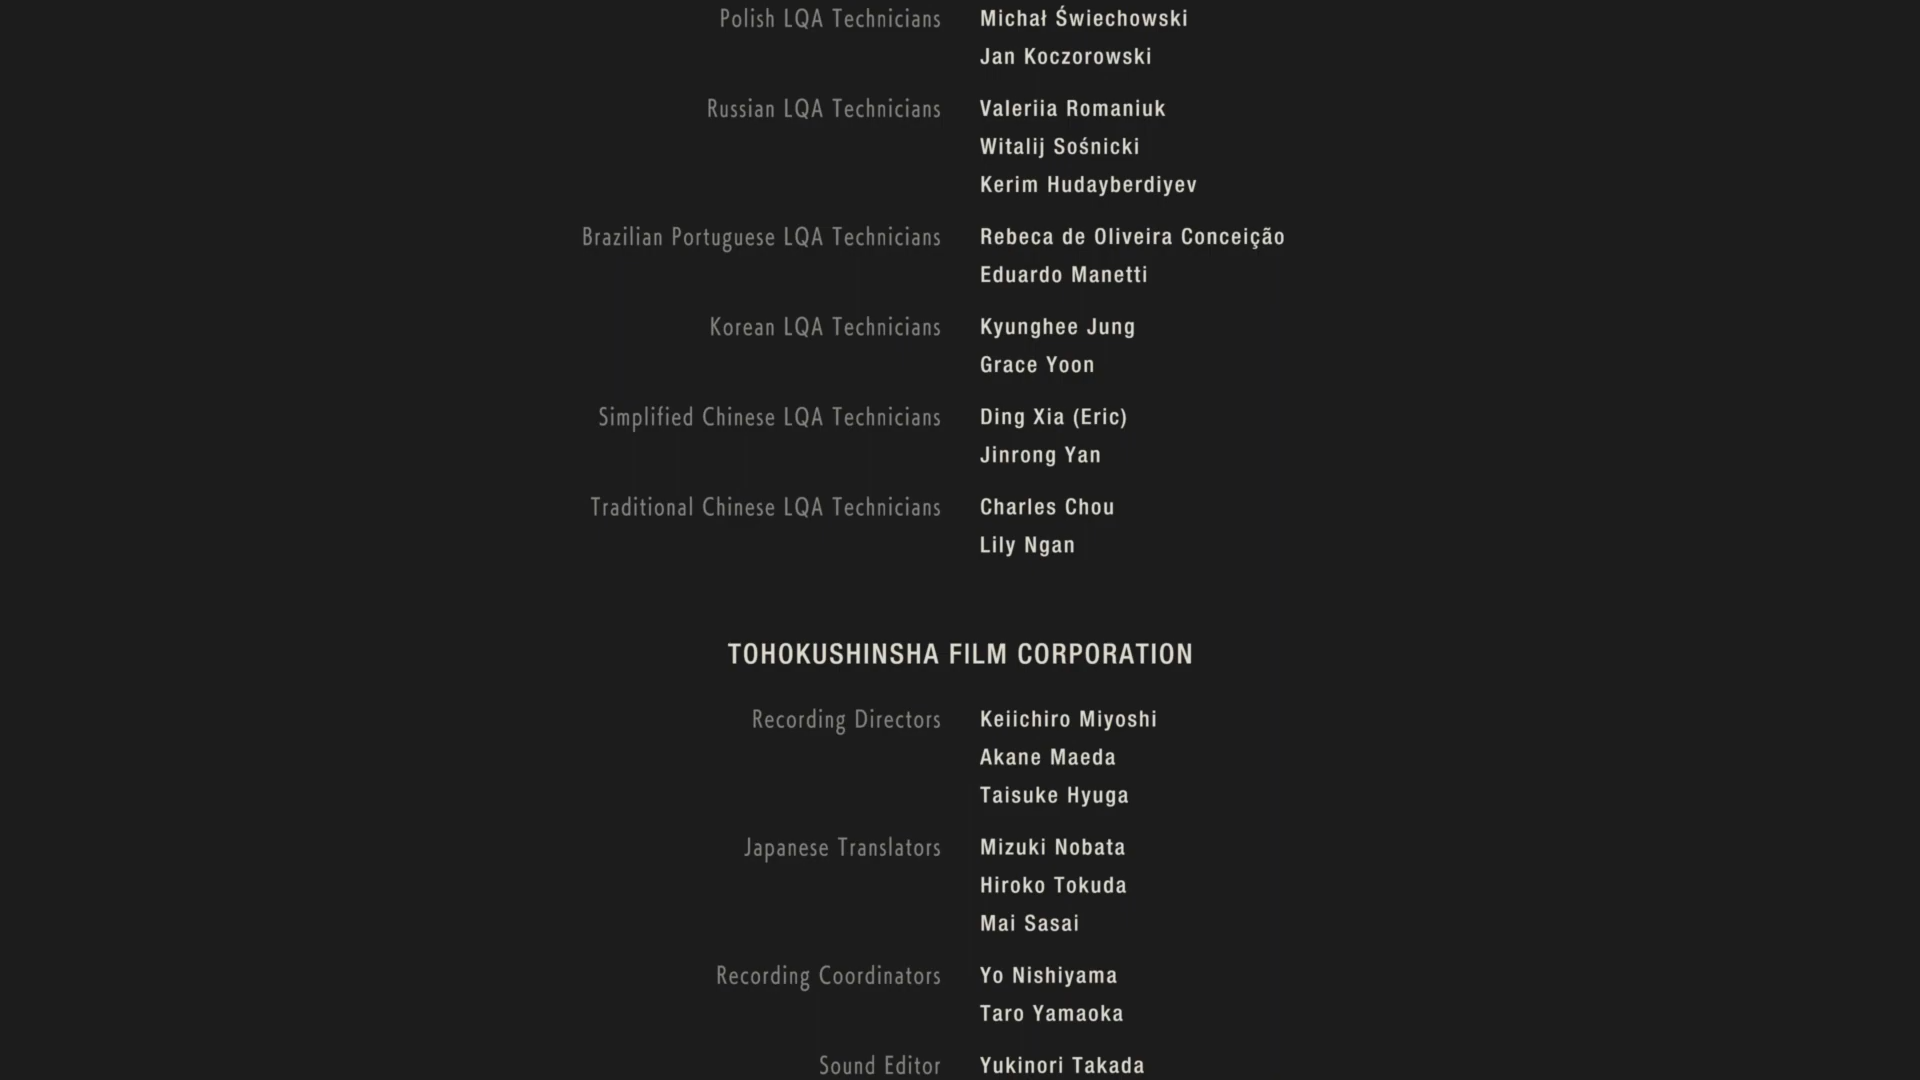 Polish LQA Technicians Michał Świechowski
Jan Koczorowski
Russian LQA Technicians Valeriia Romaniuk
Witalij Sośnicki
Kerim Hudayberdiyev
Brazilian Portuguese LQA Technicians Rebeca de Oliveira Conceição
Eduardo Manetti
Korean LQA Technicians Kyunghee Jung
Grace Yoon
Simplified Chinese LQA Technicians Ding Xia (Eric)
Jinrong Yan
Traditional Chinese LQA Technicians Charles Chou
Lily Ngan
TOHOKUSHINSHA FILM CORPORATION
Recording Directors Keiichiro Miyoshi
Akane Maeda
Taisuke Hyuga
Japanese Translators Mizuki Nobata
Hiroko Tokuda
Mai Sasai
Recording Coordinators Yo Nishiyama
Taro Yamaoka
Sound Editor Yukinori Takada